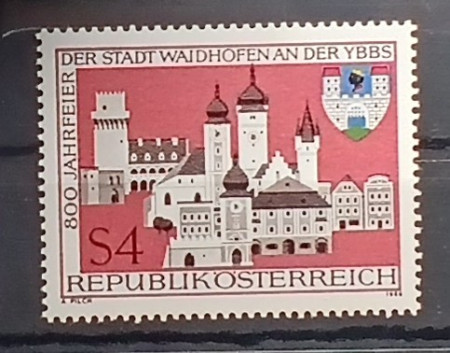 800 JAHRFEIER
DER STADT WAIDHOFEN AN DER YBBS
S4
REPUBLIK ÖSTERREICH
A. PILCH
1986